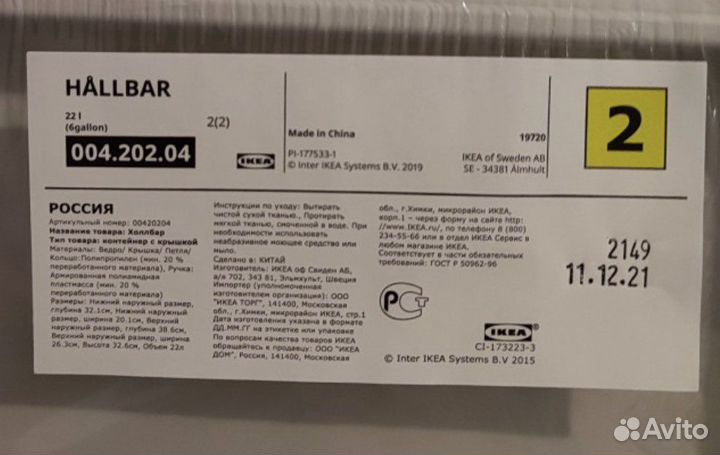 HÅLLBAR
22 l
(6gallon)
2(2)
004.202.04
IKEA
Made in China
PI-177533-1
© Inter IKEA Systems B.V. 2019
19720
IKEA of Sweden AB
SE - 34381 Älmhult
2
РОССИЯ
Артикульный номер: 00420204
Название товара: Холлбар
Тип товара: контейнер с крышкой
Материалы: Ведро/ Крышка/ Петля/
Кольцо:Полипропилен (мин. 20 %
переработанного материала), Ручка:
Армированная полиамидная
пластмасса (мин. 20 %
переработанного материала)
Размеры: Нижний наружный размер,
глубина 32.1см, Нижний наружный
размер, ширина 20.1см, Верхний
наружный размер, глубина 38.6см,
Верхний наружный размер, ширина
26.3см, Высота 32.6см, Объем 22л
Инструкции по уходу: Вытирать
чистой сухой тканью., Протирать
мягкой тканью, смоченной в воде. При
необходимости использовать
неабразивное моющее средство или
мыло.
Сделано в: КИТАЙ
Изготовитель: ИКЕА оф Свиден АБ,
а/я 702, 343 81, Эльмхульт, Швеция
Импортер (уполномоченная
изготовителем организация): ООО
"ИКЕА ТОРГ", 141400, Московская
обл., г.Химки, микрорайон ИКЕА, стр.1
Дата изготовления указана в формате
ДД.ММ.ГГ на этикетке или упаковке
По вопросам качества товаров ИКЕА
обращайтесь к продавцу: ООО "ИКЕА
ДОМ", Россия, 141400, Московская
обл., г.Химки, микрорайон ИКЕА,
корп.1 – через форму на сайте http:
//www.IKEA.ru/, по телефону 8 (800)
234-55-66 или в отдел ИКЕА Сервис в
любом магазине ИКЕА.
Соответствует в части обязательных
требований: ГОСТ Р 50962-96
2149
11.12.21
РСТ
IKEA
CI-173223-3
© Inter IKEA Systems B.V 2015
Avito